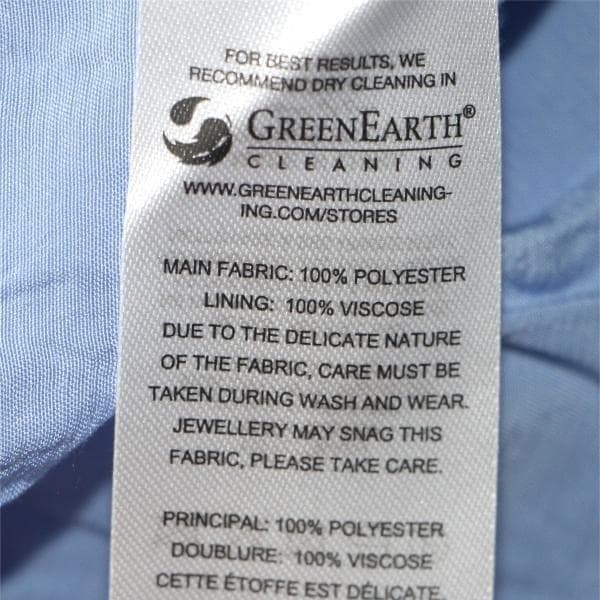 FOR BEST RESULTS, WE
RECOMMEND DRY CLEANING IN
GREENEARTH®
CLEANING
WWW.GREENEARTHCLEANING-
ING.COM/STORES
MAIN FABRIC: 100% POLYESTER
LINING: 100% VISCOSE
DUE TO THE DELICATE NATURE
OF THE FABRIC, CARE MUST BE
TAKEN DURING WASH AND WEAR.
JEWELLERY MAY SNAG THIS
FABRIC, PLEASE TAKE CARE.
PRINCIPAL: 100% POLYESTER
DOUBLURE: 100% VISCOSE
CETTE ÉTOFFE EST DÉLICATE.